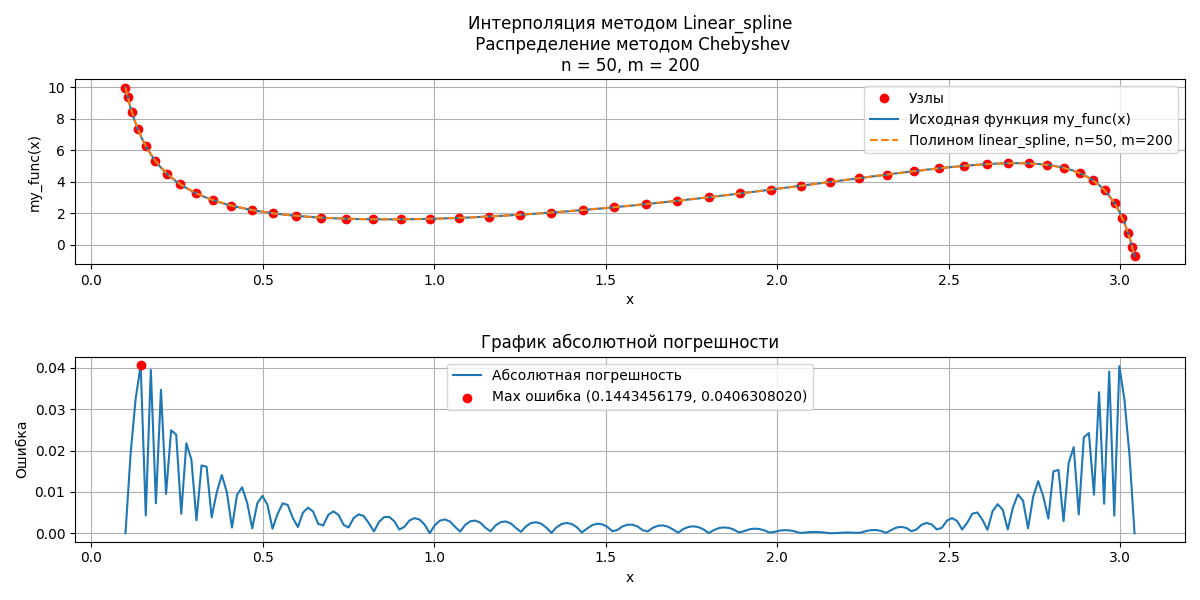 Интерполяция методом Linear_spline
Распределение методом Chebyshev
n = 50, m = 200
10
8
6
4
2
0
my_func(x)
Узлы
Исходная функция my_func(x)
Полином linear_spline, n=50, m=200
0.0 0.5 1.0 1.5 2.0 2.5 3.0
x
График абсолютной погрешности
0.04
0.03
0.02
0.01
0.00
Ошибка
Абсолютная погрешность
Max ошибка (0.1443456179, 0.0406308020)
0.0 0.5 1.0 1.5 2.0 2.5 3.0
x